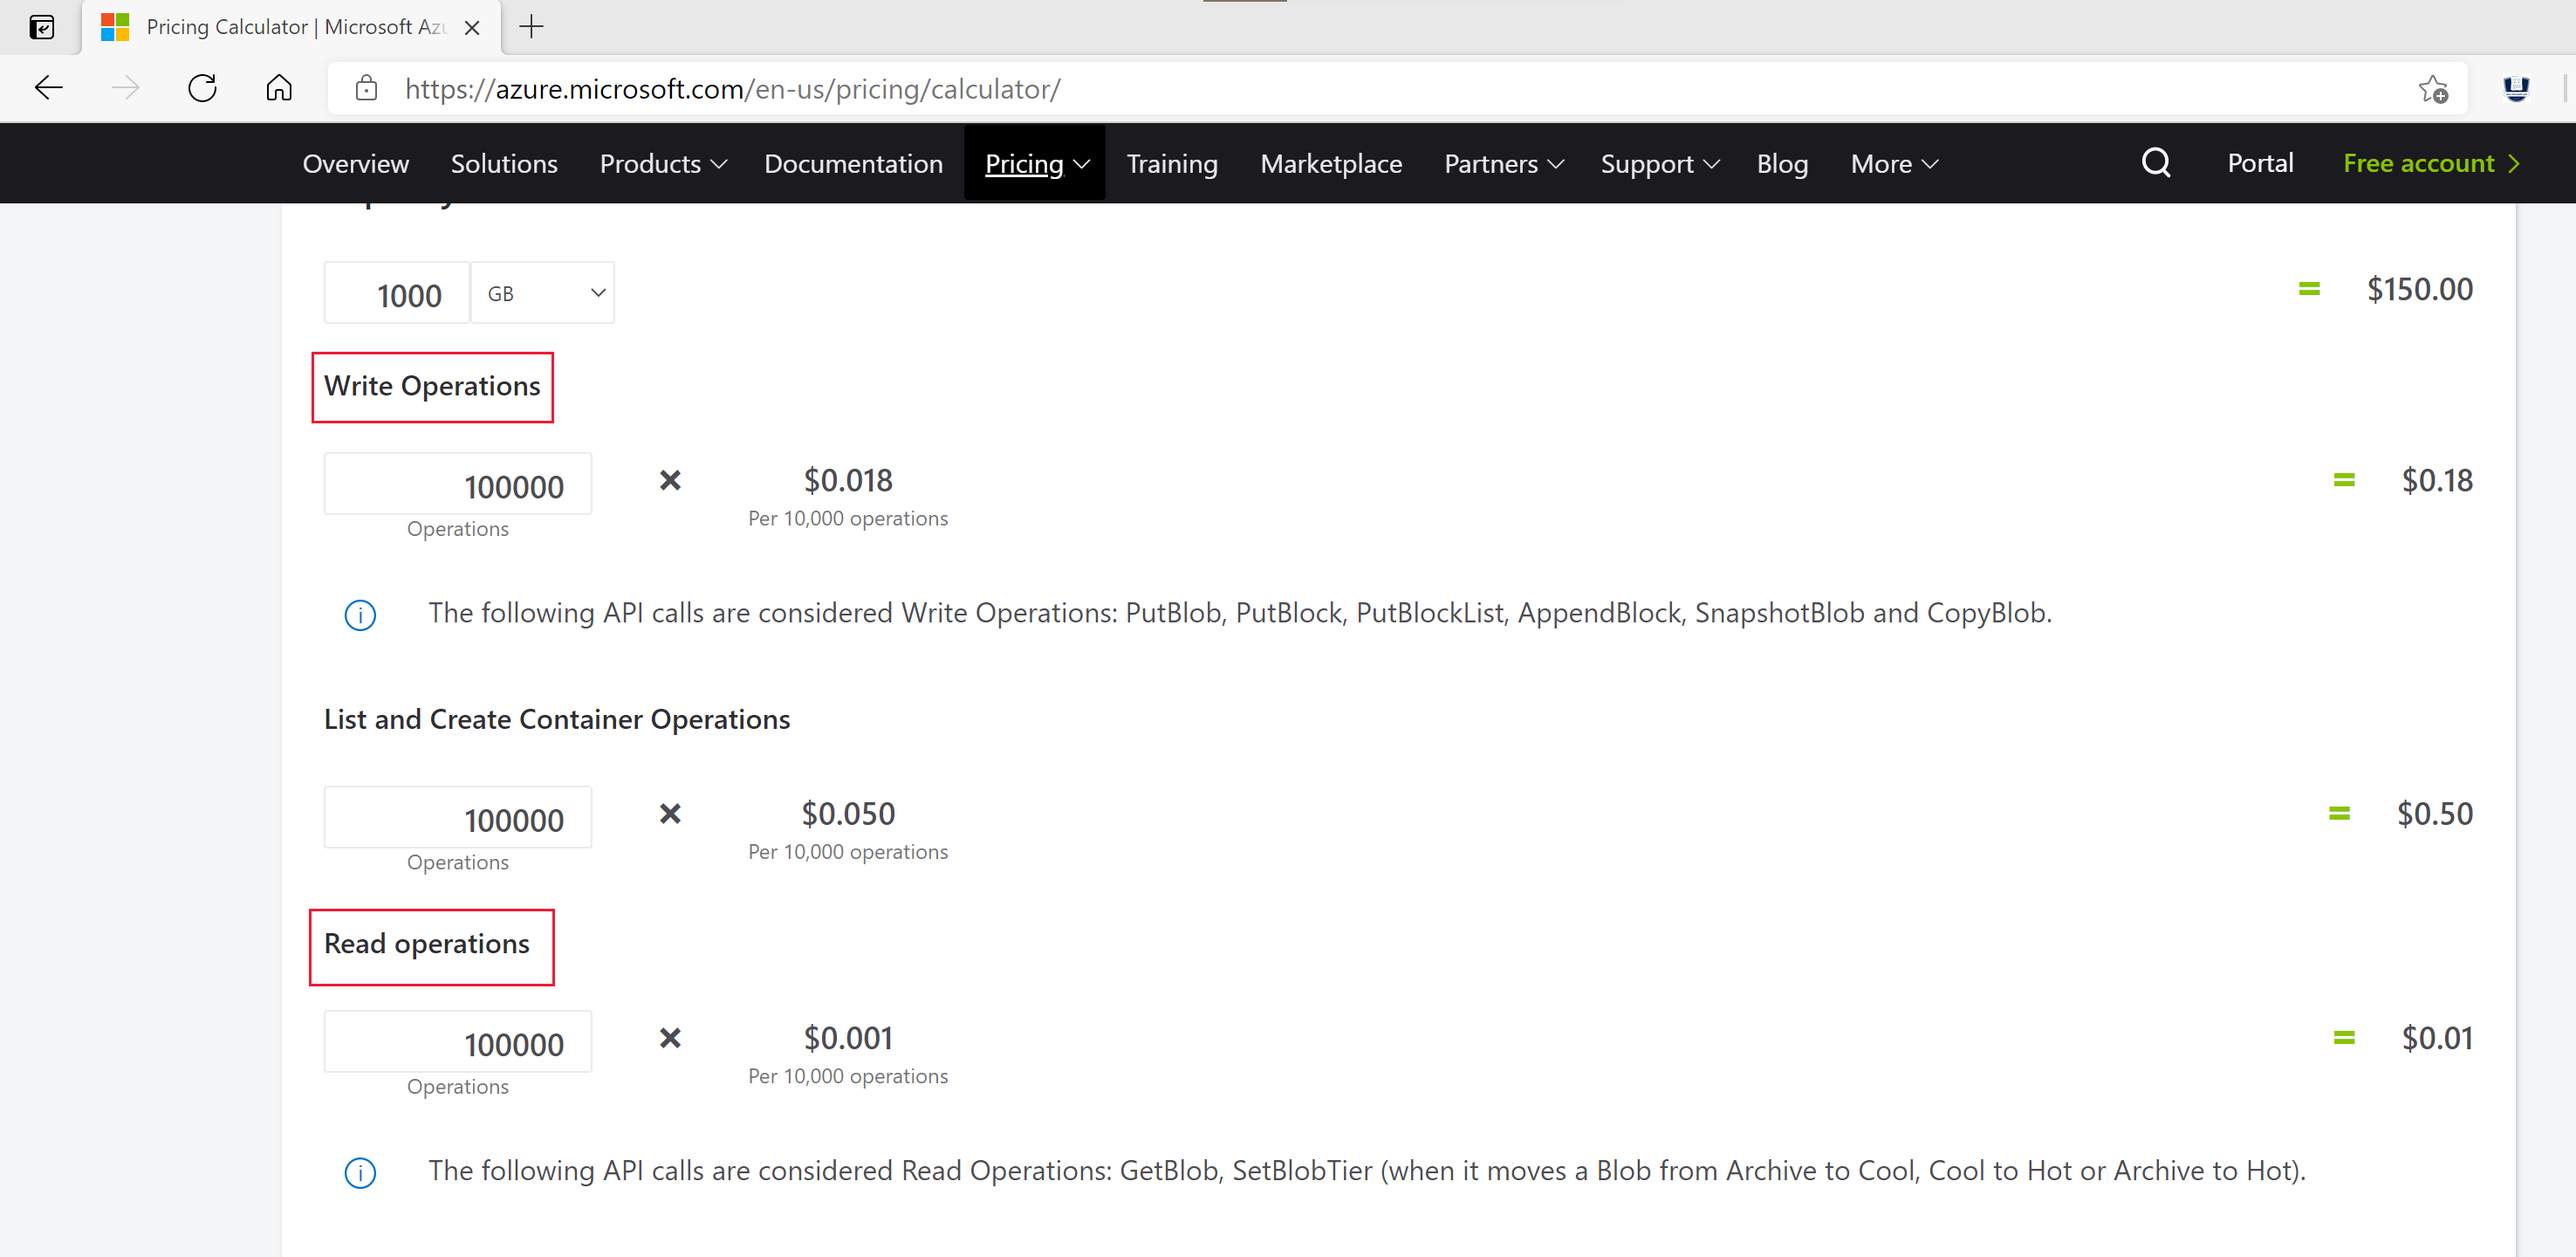 Pricing Calculator | Microsoft Azu
https://azure.microsoft.com/en-us/pricing/calculator/
Overview Solutions Products Documentation Pricing Training Marketplace Partners Support Blog More Portal Free account
1000 GB = $150.00
Write Operations
100000 × $0.018 = $0.18
Operations Per 10,000 operations
The following API calls are considered Write Operations: PutBlob, PutBlock, PutBlockList, AppendBlock, SnapshotBlob and CopyBlob.
List and Create Container Operations
100000 × $0.050 = $0.50
Operations Per 10,000 operations
Read operations
100000 × $0.001 = $0.01
Operations Per 10,000 operations
The following API calls are considered Read Operations: GetBlob, SetBlobTier (when it moves a Blob from Archive to Cool, Cool to Hot or Archive to Hot).